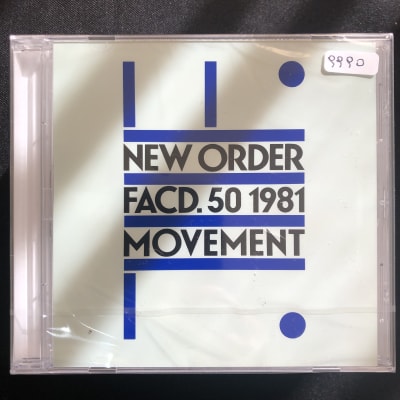 9990
NEW ORDER
FACD. 50 1981
MOVEMENT